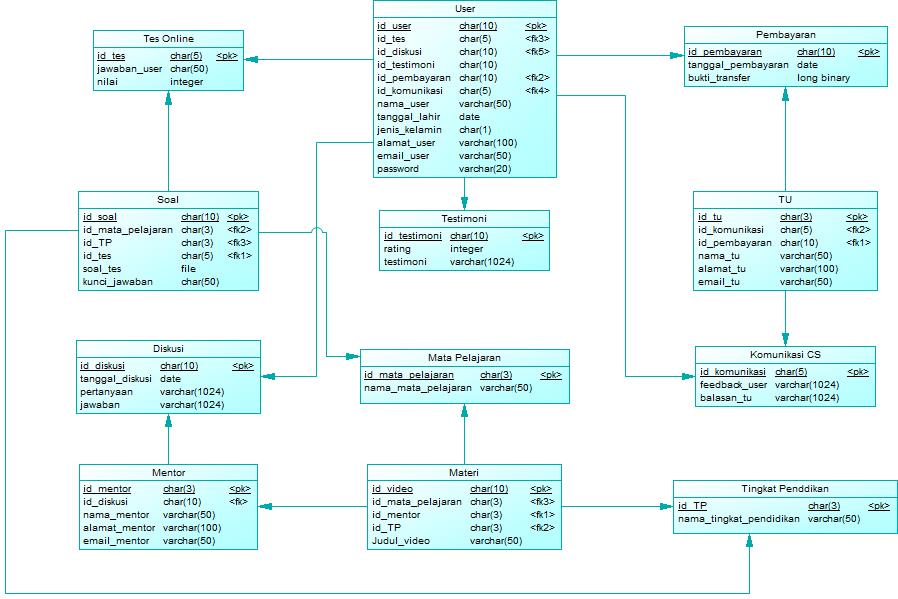 User
id_user char(10) <pk>
id_tes char(5) <fk3>
id_diskusi char(10) <fk5>
id_testimoni char(10)
id_pembayaran char(10) <fk2>
id_komunikasi char(5) <fk4>
nama_user varchar(50)
tanggal_lahir date
jenis_kelamin char(1)
alamat_user varchar(100)
email_user varchar(50)
password varchar(20)
Tes Online
id_tes char(5) <pk>
jawaban_user char(50)
nilai integer
Pembayaran
id_pembayaran char(10) <pk>
tanggal_pembayaran date
bukti_transfer long binary
Soal
id_soal char(10) <pk>
id_mata_pelajaran char(3) <fk2>
id_TP char(3) <fk3>
id_tes char(5) <fk1>
soal_tes file
kunci_jawaban char(50)
Testimoni
id_testimoni char(10) <pk>
rating integer
testimoni varchar(1024)
TU
id_tu char(3) <pk>
id_komunikasi char(5) <fk2>
id_pembayaran char(10) <fk1>
nama_tu varchar(50)
alamat_tu varchar(100)
email_tu varchar(50)
Diskusi
id_diskusi char(10) <pk>
tanggal_diskusi date
pertanyaan varchar(1024)
jawaban varchar(1024)
Mata Pelajaran
id_mata_pelajaran char(3) <pk>
nama_mata_pelajaran varchar(50)
Komunikasi CS
id_komunikasi char(5) <pk>
feedback_user varchar(1024)
balasan_tu varchar(1024)
Mentor
id_mentor char(3) <pk>
id_diskusi char(10) <fk>
nama_mentor varchar(50)
alamat_mentor varchar(100)
email_mentor varchar(50)
Materi
id_video char(10) <pk>
id_mata_pelajaran char(3) <fk3>
id_mentor char(3) <fk1>
id_TP char(3) <fk2>
Judul_video varchar(50)
Tingkat Penddikan
id_TP char(3) <pk>
nama_tingkat_pendidikan varchar(50)